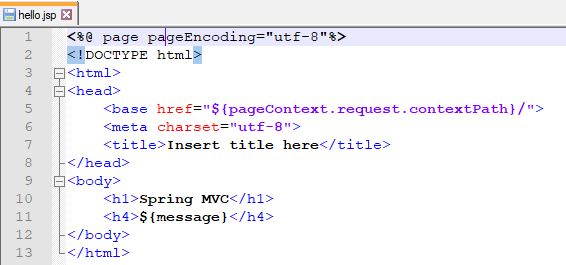 hello.jsp
1 <%@ page pageEncoding="utf-8"%>
2 <!DOCTYPE html>
3 <html>
4 <head>
5 <base href="${pageContext.request.contextPath}/">
6 <meta charset="utf-8">
7 <title>Insert title here</title>
8 </head>
9 <body>
10 <h1>Spring MVC</h1>
11 <h4>${message}</h4>
12 </body>
13 </html>